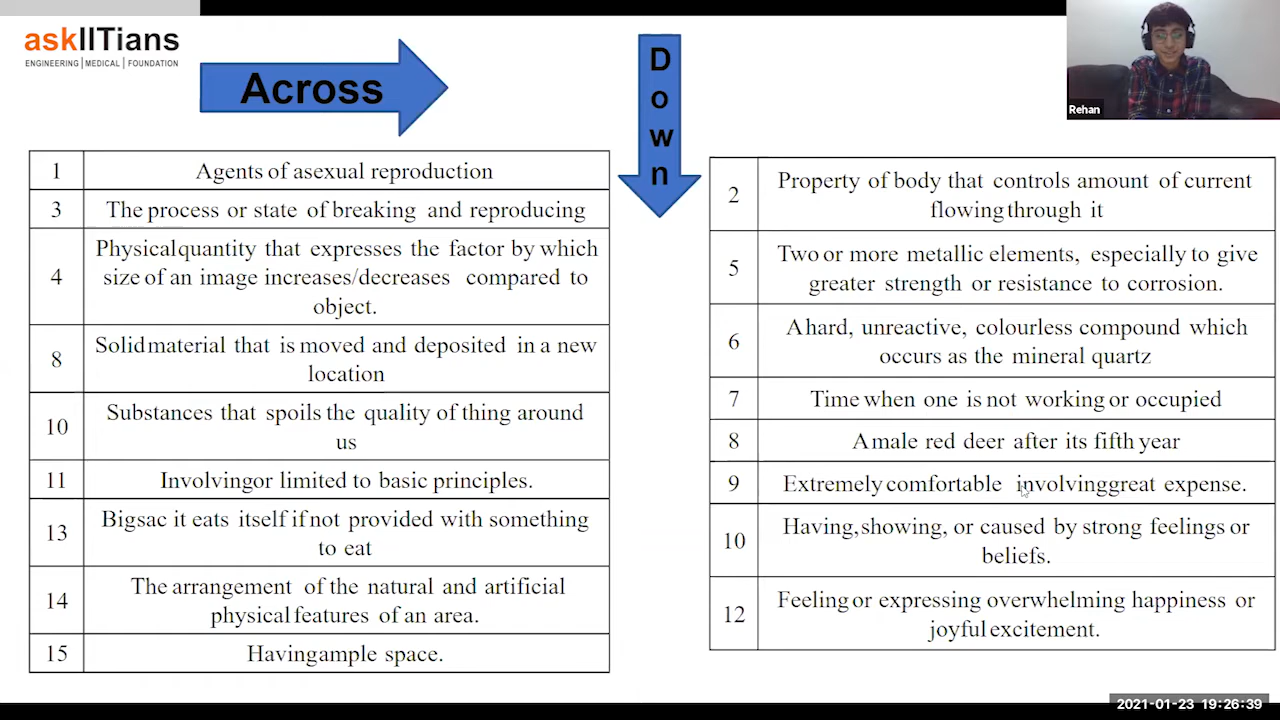 askIITians
ENGINEERING | MEDICAL | FOUNDATION
Across
Down
Rehan
1 Agents of asexual reproduction
3 The process or state of breaking and reproducing
4 Physicalquantity that expresses the factor by which
size of an image increases/decreases compared to
object.
8 Solid material that is moved and deposited in a new
location
10 Substances that spoils the quality of thing around
us
11 Involvingor limited to basic principles.
13 Bigsac it eats itself if not provided with something
to eat
14 The arrangement of the natural and artificial
physical features of an area.
15 Havingample space.
2 Property of body that controls amount of current
flowing through it
5 Two or more metallic elements, especially to give
greater strength or resistance to corrosion.
6 Ahard, unreactive, colourless compound which
occurs as the mineral quartz
7 Time when one is not working or occupied
8 Amale red deer after its fifth year
9 Extremely comfortable involvinggreat expense.
10 Having, showing, or caused by strong feelings or
beliefs.
12 Feeling or expressing overwhelming happiness or
joyful excitement.
2021-01-23 19:26:39